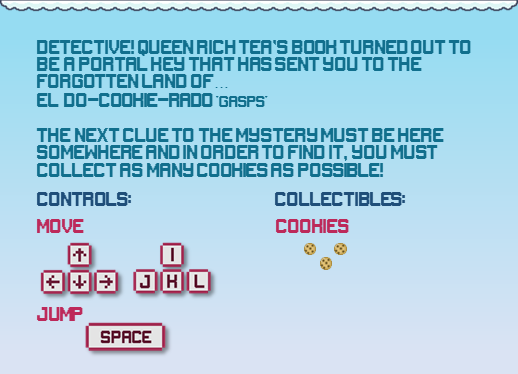 DETECTIVE! QUEEN RICH TEA'S BOOK TURNED OUT TO
BE A PORTAL KEY THAT HAS SENT YOU TO THE
FORGOTTEN LAND OF...
EL DO-COOKIE-RADO *GASPS*
THE NEXT CLUE TO THE MYSTERY MUST BE HERE
SOMEWHERE AND IN ORDER TO FIND IT, YOU MUST
COLLECT AS MANY COOKIES AS POSSIBLE!
CONTROLS:
COLLECTIBLES:
MOVE
COOKIES
↑
I
← ↓ →
J K L
JUMP
SPACE